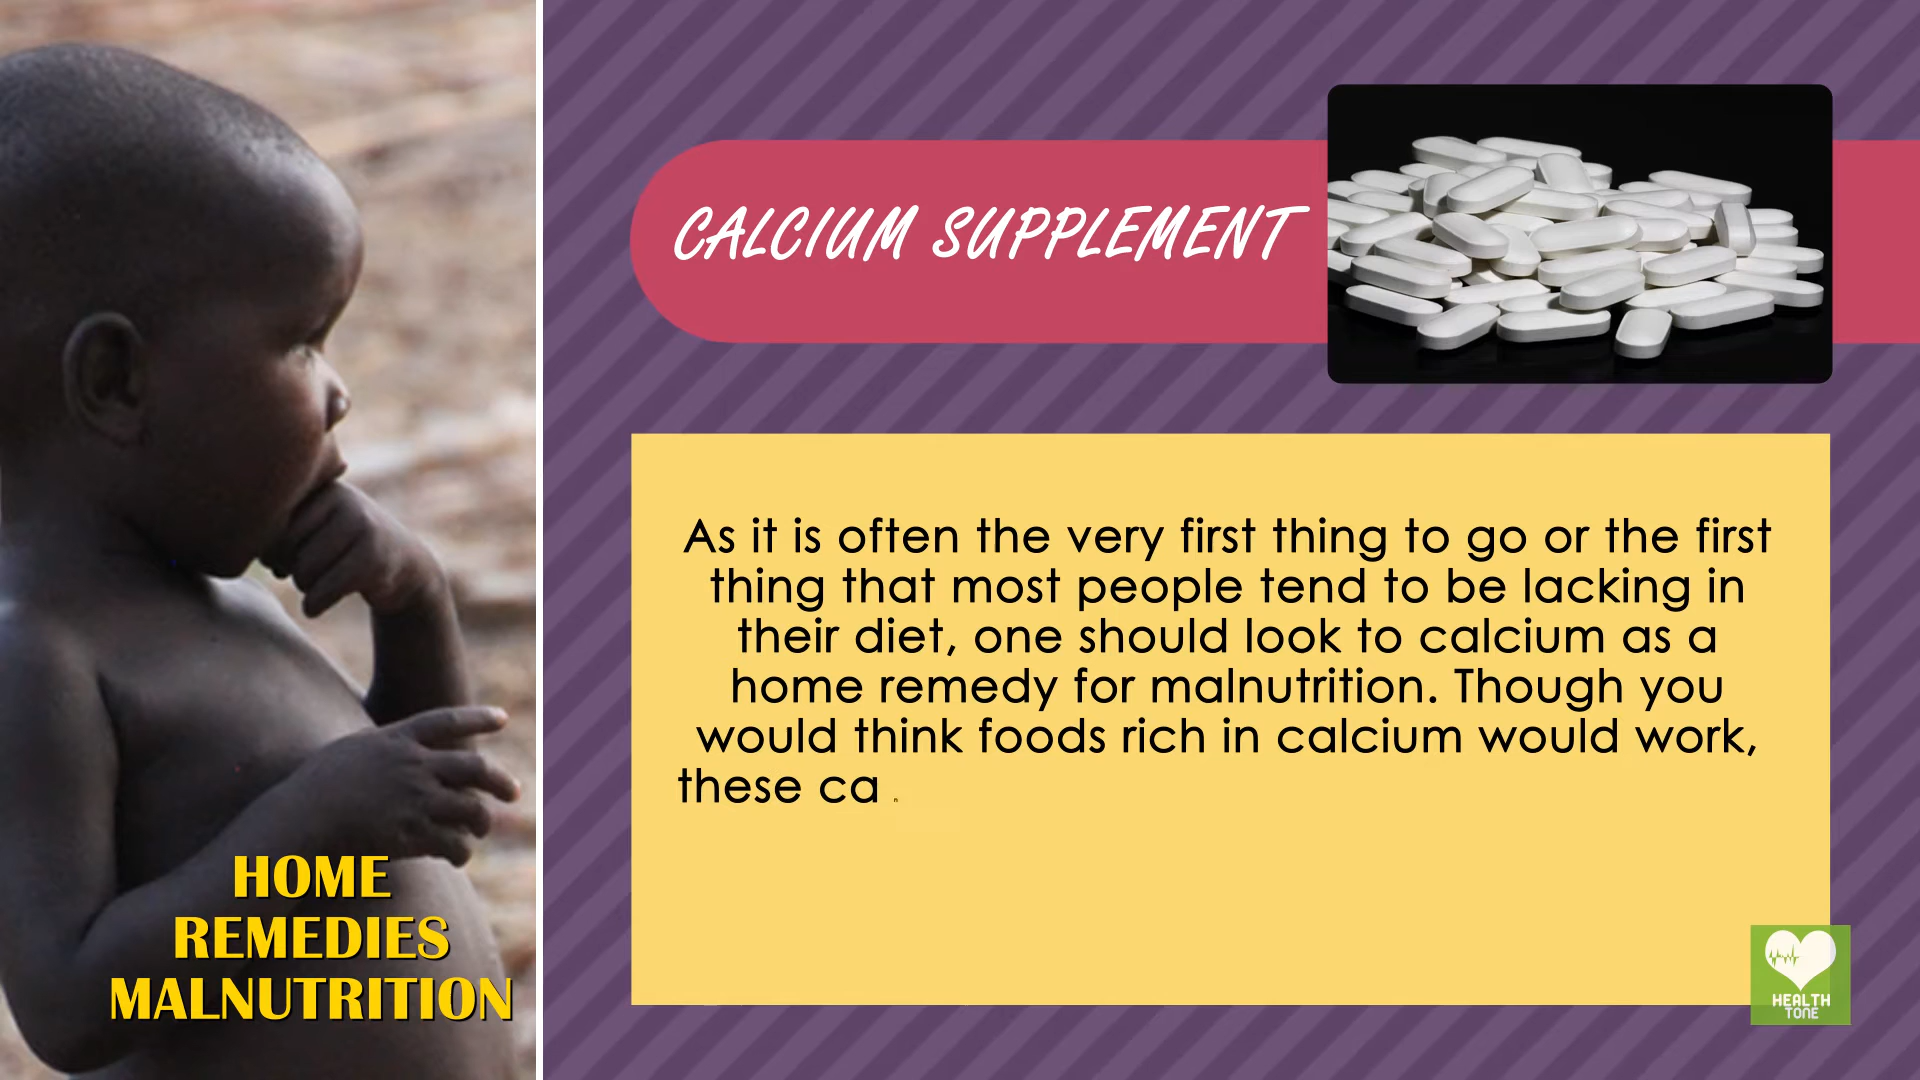 CALCIUM SUPPLEMENT
As it is often the very first thing to go or the first
thing that most people tend to be lacking in
their diet, one should look to calcium as a
home remedy for malnutrition. Though you
would think foods rich in calcium would work,
these ca
HOME
REMEDIES
MALNUTRITION
HEALTH
TONE